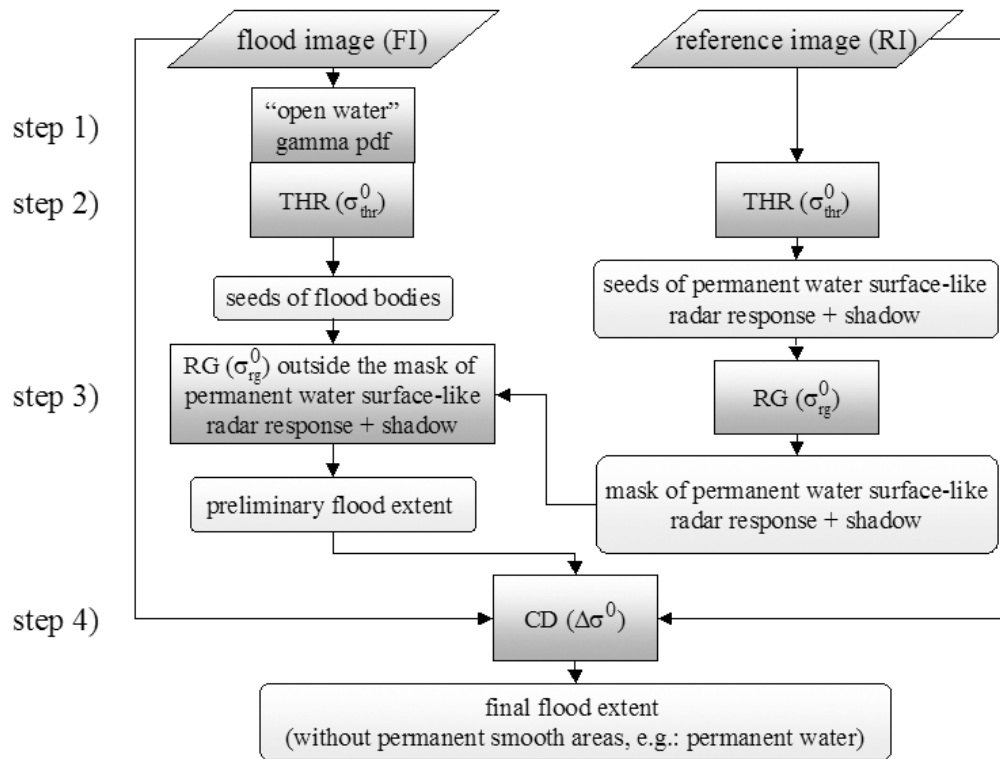 flood image (FI)
reference image (RI)
step 1)
“open water”
gamma pdf
step 2)
THR (σ⁰thr)
THR (σ⁰thr)
seeds of flood bodies
seeds of permanent water surface-like
radar response + shadow
step 3)
RG (σ⁰rg) outside the mask of
permanent water surface-like
radar response + shadow
RG (σ⁰rg)
preliminary flood extent
mask of permanent water surface-like
radar response + shadow
step 4)
CD (Δσ⁰)
final flood extent
(without permanent smooth areas, e.g.: permanent water)